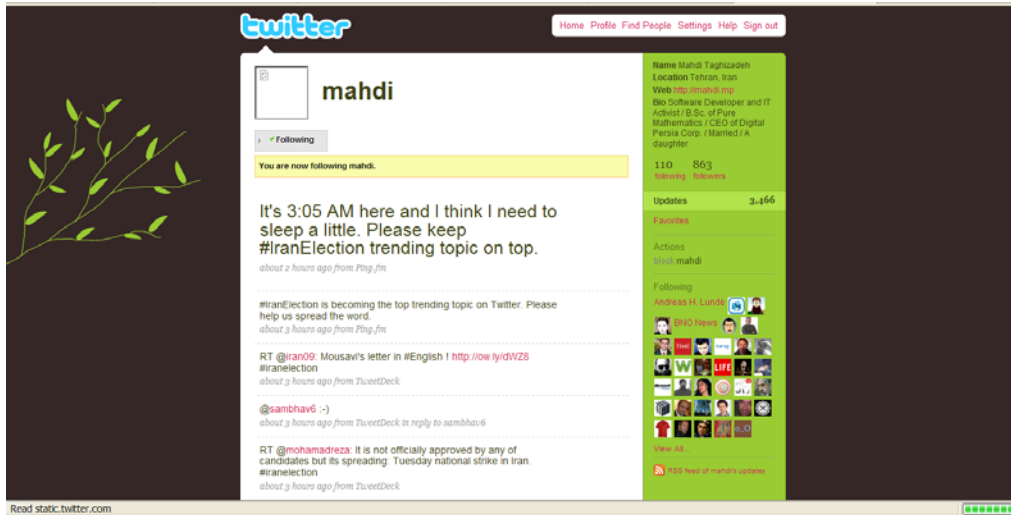 twitter
Home Profile Find People Settings Help Sign out
mahdi
Following
You are now following mahdi.
It's 3:05 AM here and I think I need to
sleep a little. Please keep
#IranElection trending topic on top.
about 2 hours ago from Ping.fm
#IranElection is becoming the top trending topic on Twitter. Please
help us spread the word.
about 3 hours ago from Ping.fm
RT @iran09: Mousavi's letter in #English ! http://ow.ly/dWZ8
#iranelection
about 3 hours ago from TweetDeck
@sambhav6 :-)
about 3 hours ago from TweetDeck in reply to sambhav6
RT @mohamadreza: It is not officially approved by any of
candidates but its spreading: Tuesday national strike in Iran.
#iranelection
about 3 hours ago from TweetDeck
Name Mahdi Taghizadeh
Location Tehran, Iran
Web http://mahdi.mp
Bio Software Developer and IT
Activist / B.Sc. of Pure
Mathematics / CEO of Digital
Persia Corp. / Married / A
daughter
110 863
following followers
Updates 3,466
Favorites
Actions
block mahdi
Following
Andreas H. Lunde
BNO News
LIFE
View All...
RSS feed of mahdi's updates
Read static.twitter.com